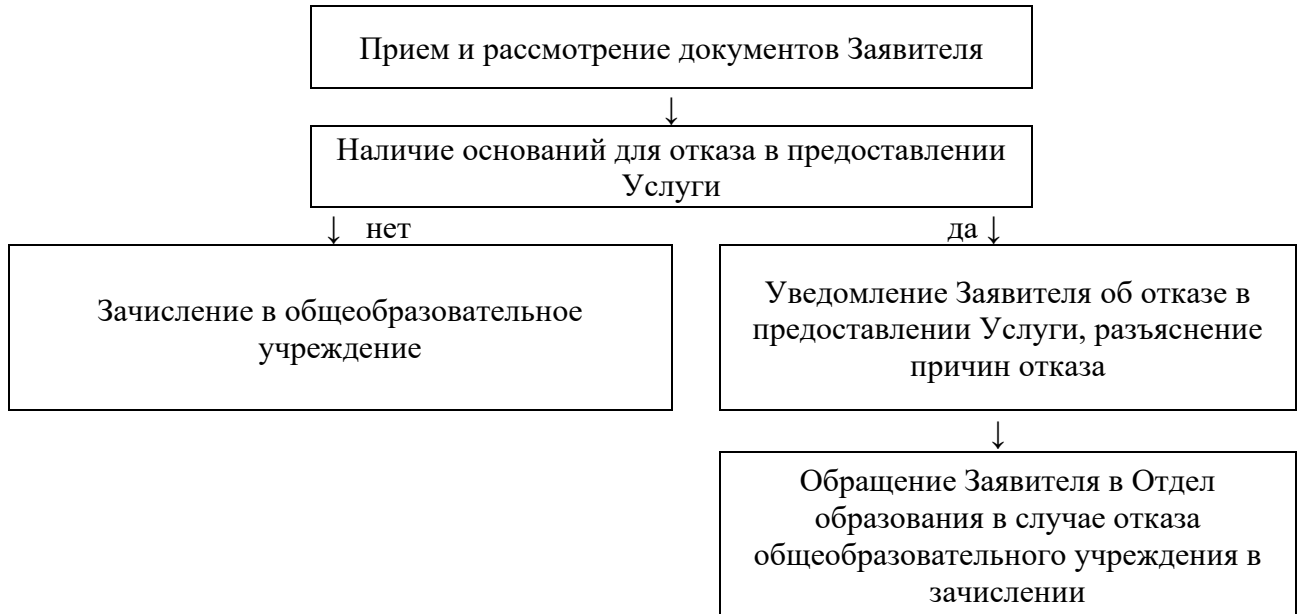 Прием и рассмотрение документов Заявителя
↓
Наличие оснований для отказа в предоставлении
Услуги
↓ нет
да ↓
Зачисление в общеобразовательное
учреждение
Уведомление Заявителя об отказе в
предоставлении Услуги, разъяснение
причин отказа
↓
Обращение Заявителя в Отдел
образования в случае отказа
общеобразовательного учреждения в
зачислении